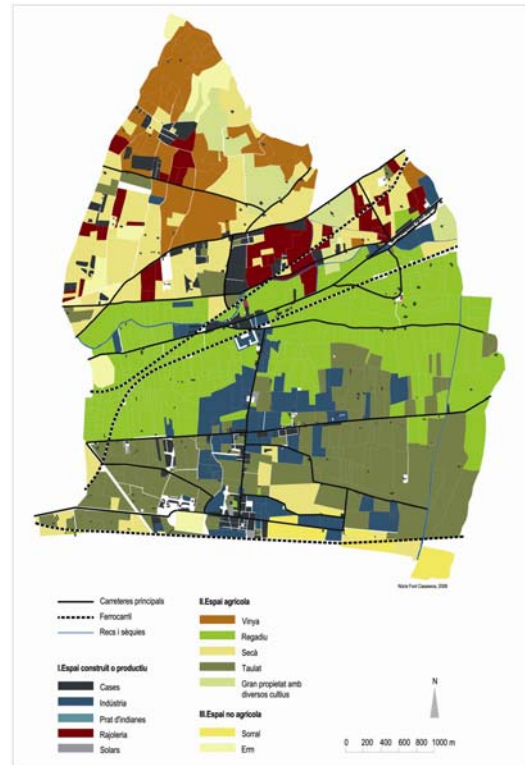 Núria Font Casaseca, 2008
Carreteres principals
Ferrocarril
Recs i sèquies
I.Espai construït o productiu
Cases
Indústria
Prat d'indianes
Rajoleria
Solars
II.Espai agrícola
Vinya
Regadiu
Secà
Taulat
Gran propietat amb
diversos cultius
III.Espai no agrícola
Sorral
Erm
N
0 200 400 600 800 1000 m